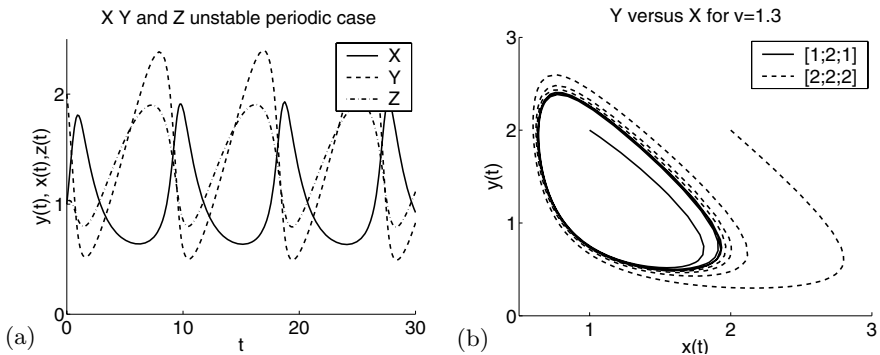 X Y and Z unstable periodic case
X
Y
Z
2
1
0
y(t), x(t),z(t)
0
10
20
30
t
(a)
Y versus X for v=1.3
[1;2;1]
[2;2;2]
3
2
1
0
y(t)
1
2
3
x(t)
(b)